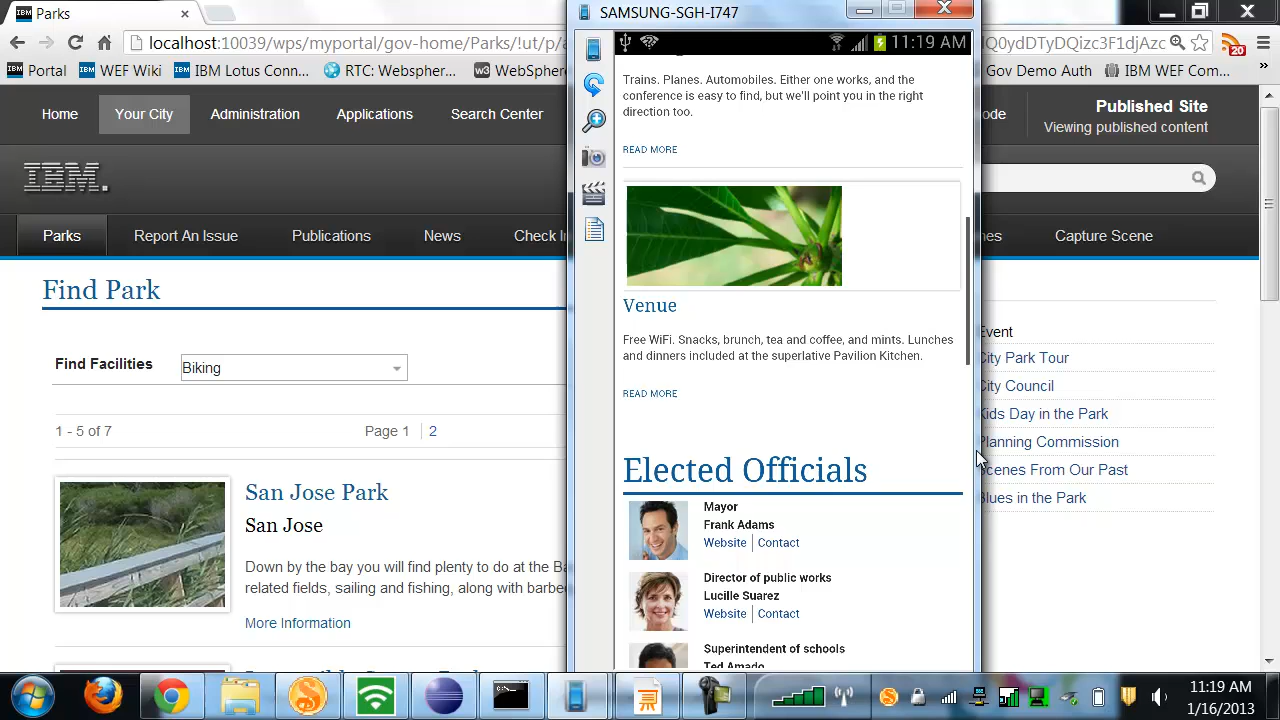 Parks
SAMSUNG-SGH-I747
localhost:10039/wps/myportal/gov-home/Parks/!ut/p/a
Q0ydDTyDQizc3F1djAzc
20
Portal
WEF Wiki
IBM Lotus Conn...
RTC: Webspher...
WebSphere
Gov Demo Auth
IBM WEF Com...
»
11:19 AM
Home
Your City
Administration
Applications
Search Center
ode
Published Site
Viewing published content
IBM.
Parks
Report An Issue
Publications
News
Check I
nes
Capture Scene
Find Park
Find Facilities
Biking
1 - 5 of 7
Page 1
2
San Jose Park
San Jose
Down by the bay you will find plenty to do at the Ba
related fields, sailing and fishing, along with barbe
More Information
Trains. Planes. Automobiles. Either one works, and the
conference is easy to find, but we'll point you in the right
direction too.
READ MORE
Venue
Free WiFi. Snacks, brunch, tea and coffee, and mints. Lunches
and dinners included at the superlative Pavilion Kitchen.
READ MORE
Elected Officials
Mayor
Frank Adams
Website
Contact
Director of public works
Lucille Suarez
Website
Contact
Superintendent of schools
Ted Amado
Event
City Park Tour
City Council
Kids Day in the Park
Planning Commission
Scenes From Our Past
Blues in the Park
11:19 AM
1/16/2013